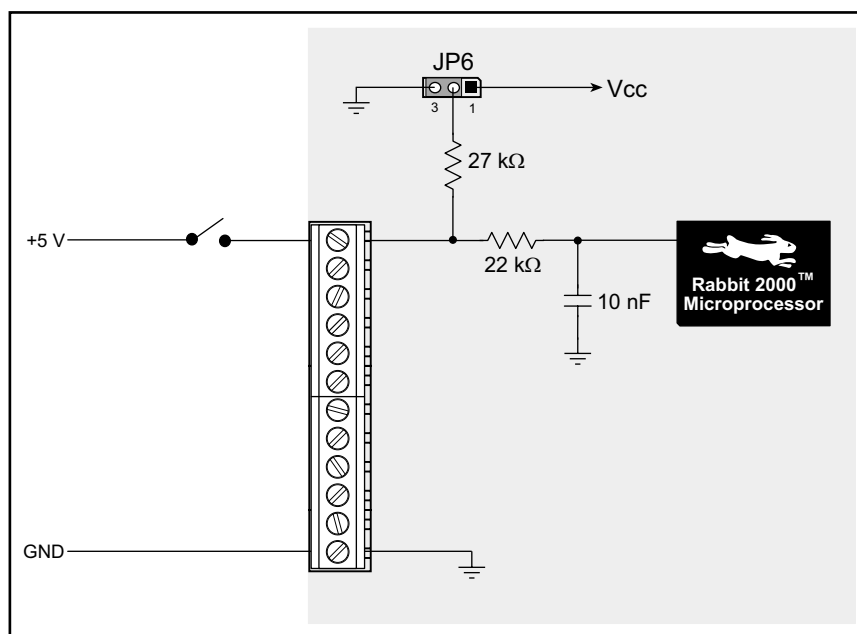 JP6
Vcc
3 1
27 kΩ
+5 V
22 kΩ
Rabbit 2000™
Microprocessor
10 nF
GND